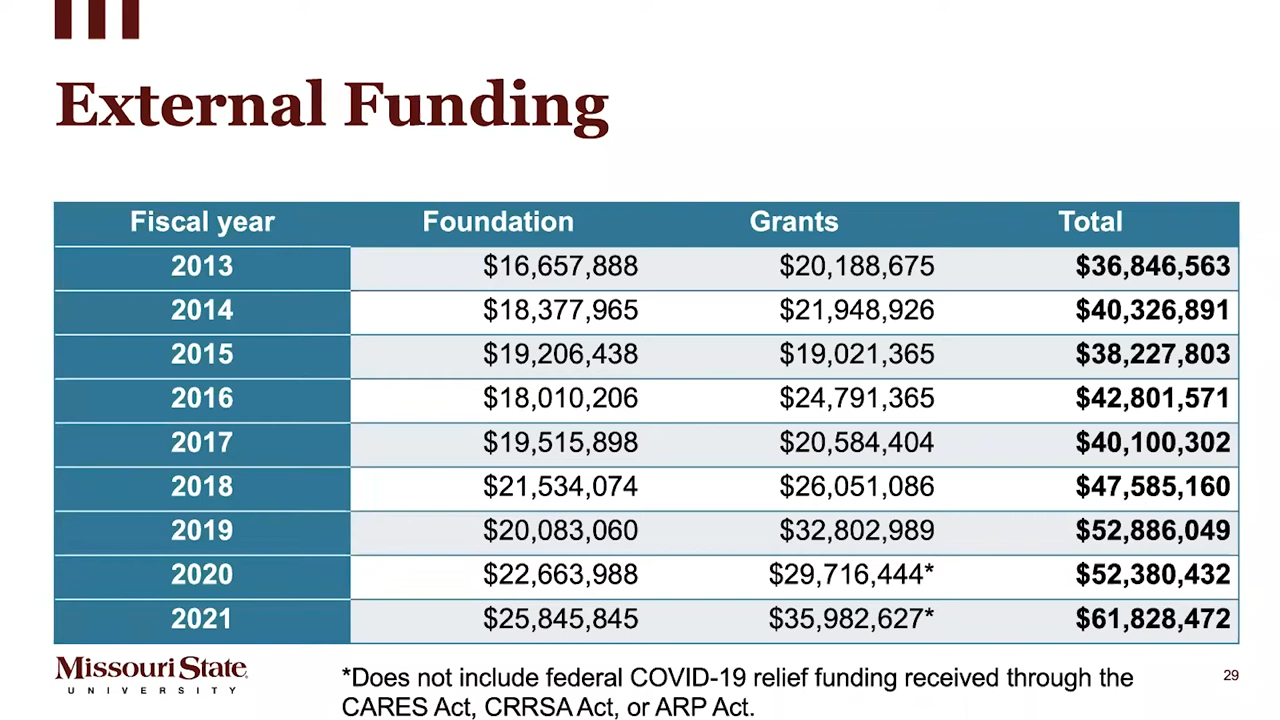 External Funding
Fiscal year Foundation Grants Total
2013 $16,657,888 $20,188,675 $36,846,563
2014 $18,377,965 $21,948,926 $40,326,891
2015 $19,206,438 $19,021,365 $38,227,803
2016 $18,010,206 $24,791,365 $42,801,571
2017 $19,515,898 $20,584,404 $40,100,302
2018 $21,534,074 $26,051,086 $47,585,160
2019 $20,083,060 $32,802,989 $52,886,049
2020 $22,663,988 $29,716,444* $52,380,432
2021 $25,845,845 $35,982,627* $61,828,472
Missouri State
UNIVERSITY
*Does not include federal COVID-19 relief funding received through the
CARES Act, CRRSA Act, or ARP Act.
29